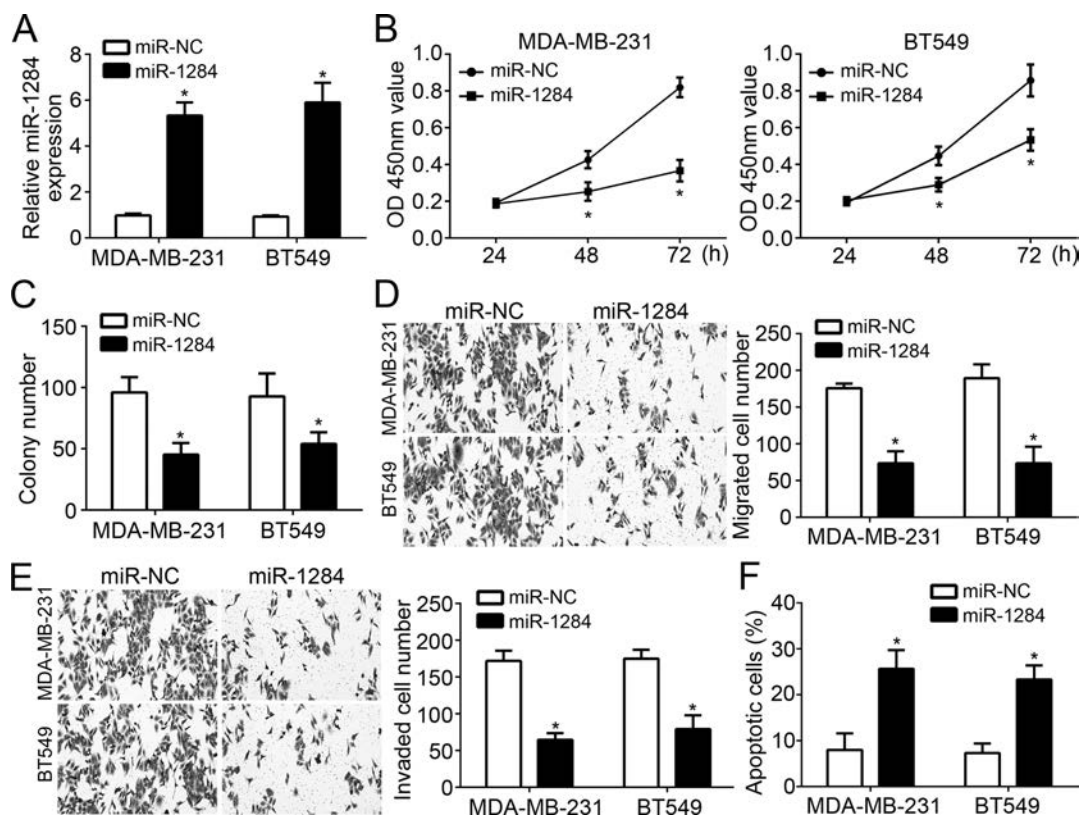 A
miR-NC
miR-1284
Relative miR-1284
expression
8
6
4
2
0
*
*
MDA-MB-231
BT549
B
MDA-MB-231
miR-NC
miR-1284
OD 450nm value
1.0
0.8
0.6
0.4
0.2
0.0
*
*
24
48
72
(h)
BT549
miR-NC
miR-1284
OD 450nm value
1.0
0.8
0.6
0.4
0.2
0.0
*
*
24
48
72
(h)
C
miR-NC
miR-1284
Colony number
150
100
50
0
*
*
MDA-MB-231
BT549
D
miR-NC
miR-1284
MDA-MB-231
BT549
miR-NC
miR-1284
Migrated cell number
250
200
150
100
50
0
*
*
MDA-MB-231
BT549
E
miR-NC
miR-1284
MDA-MB-231
BT549
miR-NC
miR-1284
Invaded cell number
250
200
150
100
50
0
*
*
MDA-MB-231
BT549
F
miR-NC
miR-1284
Apoptotic cells (%)
40
30
20
10
0
*
*
MDA-MB-231
BT549